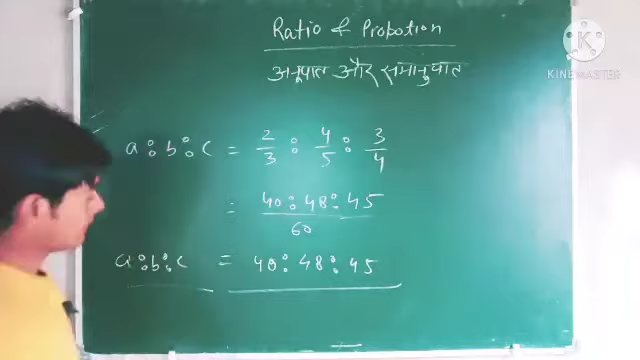 Ratio & Probotion
अनुपात और समानुपात
a : b : c = 2/3 : 4/5 : 3/4
= 40 : 48 : 45 / 60
a : b : c = 40 : 48 : 45
K
KINEMASTER